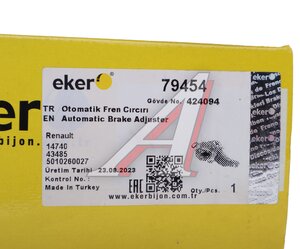 eker
79454
Gövde No: 424094
TR Otomatik Fren Cırcırı
EN Automatic Brake Adjuster
Renault
14740
43485
5010260027
Üretim Tarihi 23.08.2023
Kontrol No :
Made in Turkey
Qty./Pcs. 1
www.ekerbijon.com
eker
erbijon.